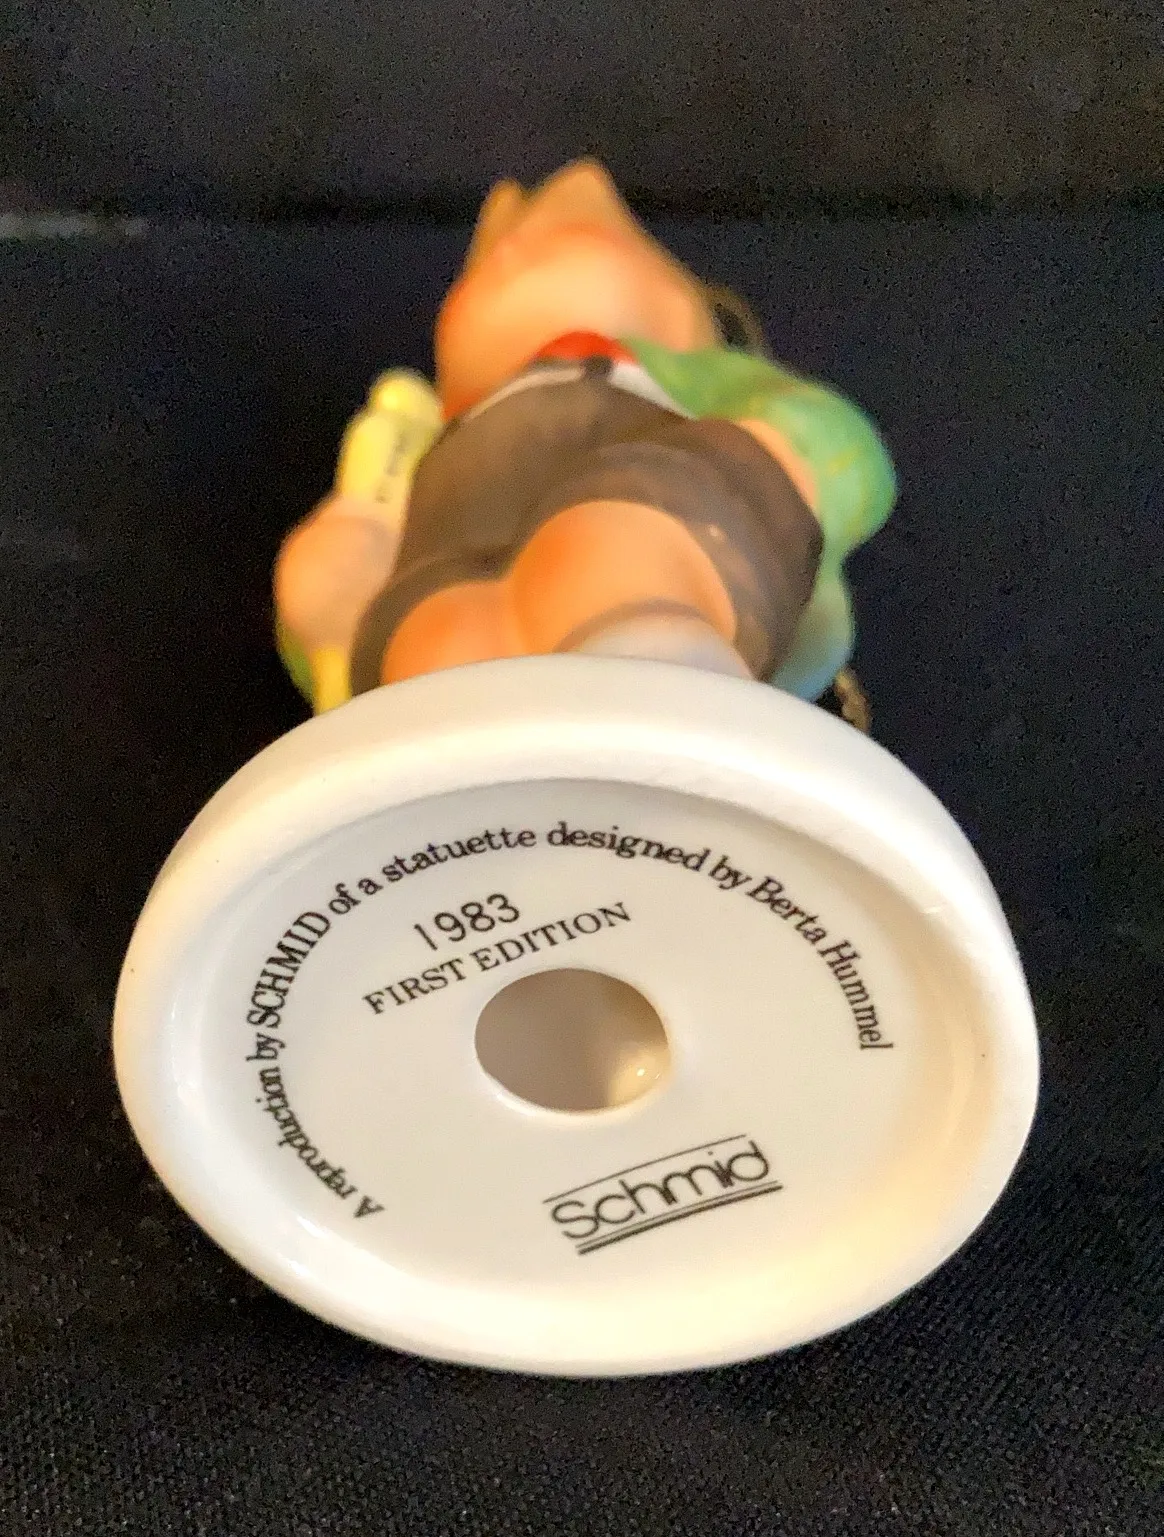 A reproduction by SCHMID of a statuette designed by Berta Hummel
1983
FIRST EDITION
Schmid